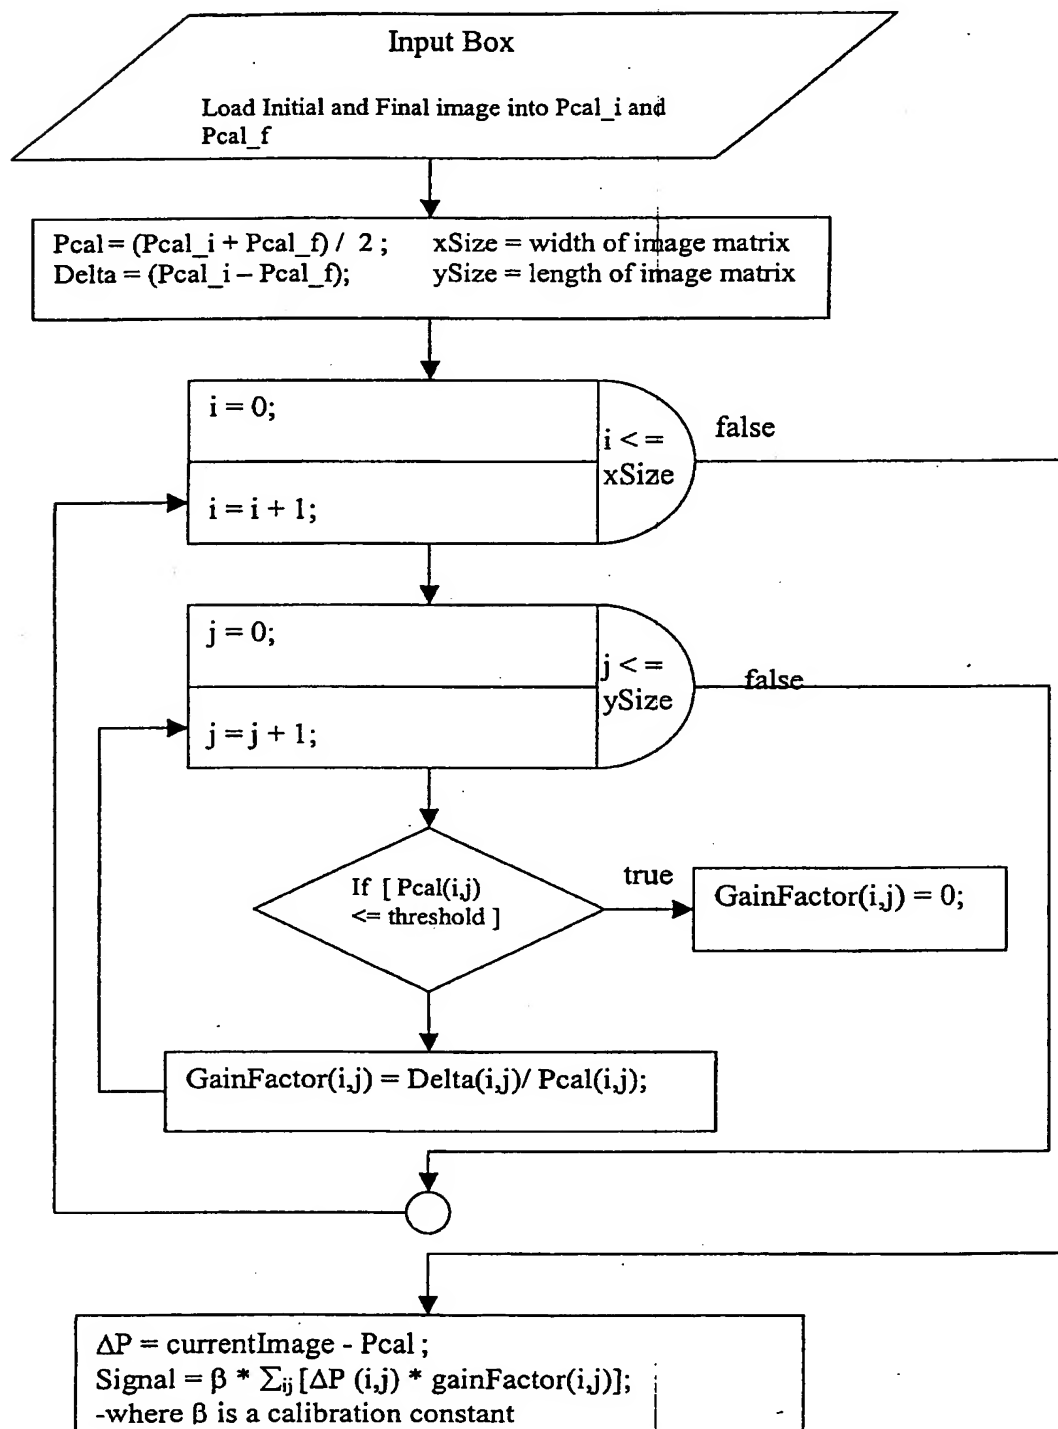 Input Box
Load Initial and Final image into Pcal_i and
Pcal_f
Pcal = (Pcal_i + Pcal_f) / 2 ; xSize = width of image matrix
Delta = (Pcal_i – Pcal_f); ySize = length of image matrix
i = 0;
i < =
xSize
false
i = i + 1;
j = 0;
j < =
ySize
false
j = j + 1;
If [ Pcal(i,j)
<= threshold ]
true
GainFactor(i,j) = 0;
GainFactor(i,j) = Delta(i,j)/ Pcal(i,j);
ΔP = currentImage - Pcal ;
Signal = β * ∑ij [ΔP (i,j) * gainFactor(i,j)];
-where β is a calibration constant